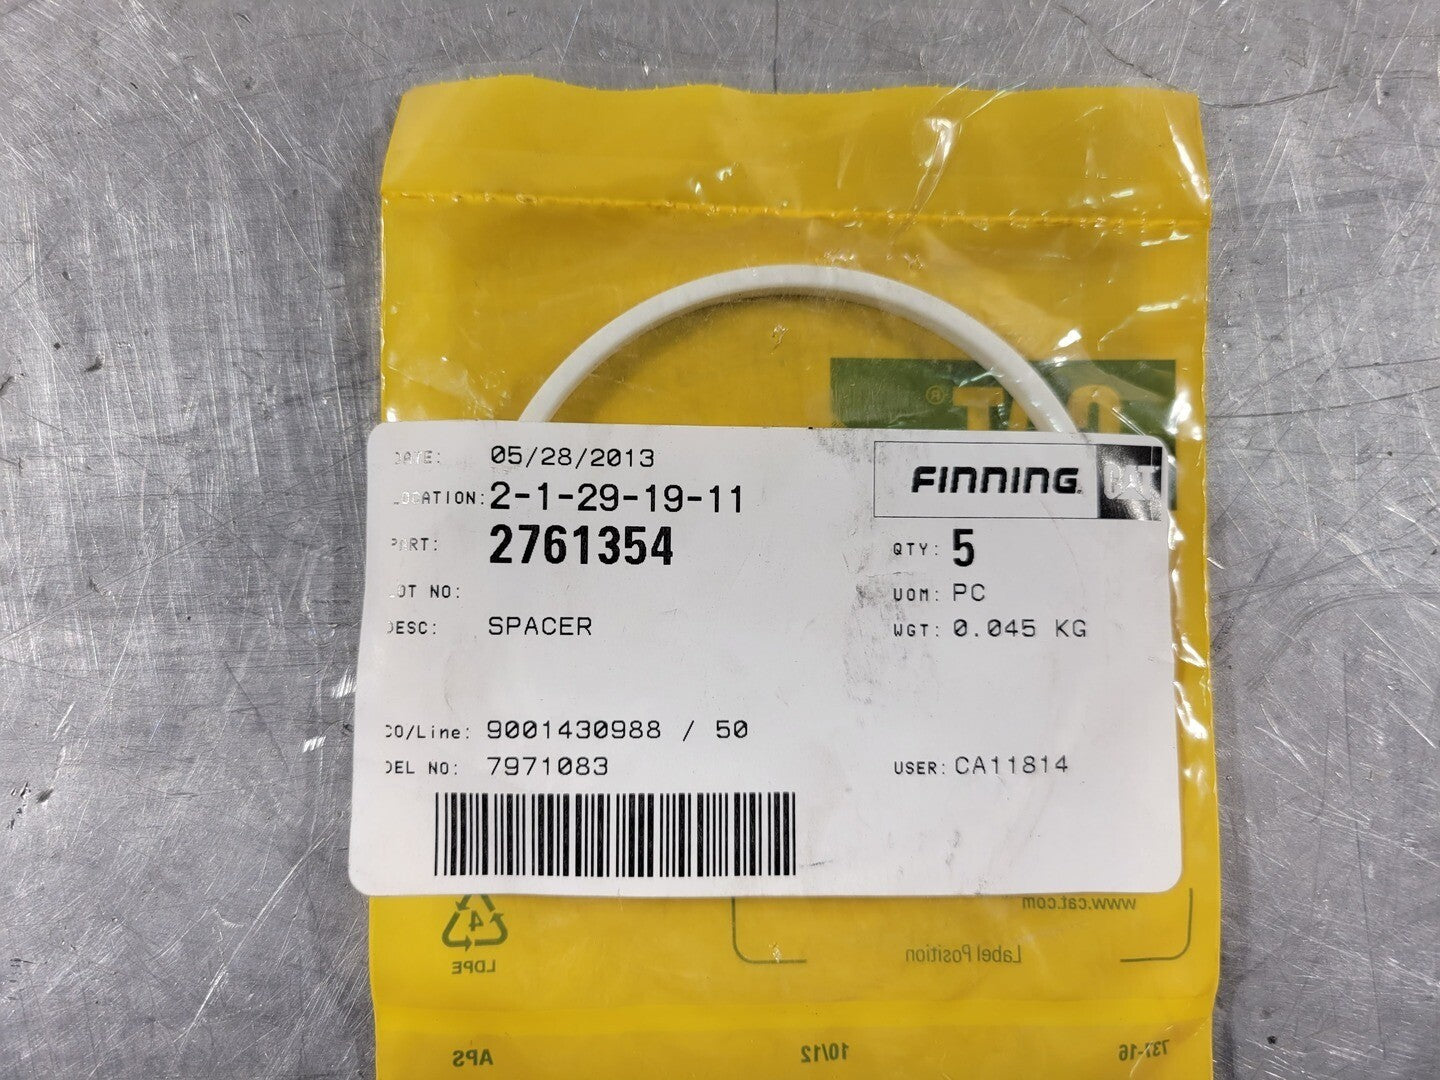 CAT®
DATE: 05/28/2013
FINNING. CAT
LOCATION: 2-1-29-19-11
PART: 2761354
QTY: 5
LOT NO:
UOM: PC
DESC: SPACER
WGT: 0.045 KG
CO/Line: 9001430988 / 50
DEL NO: 7971083
USER: CA11814
www.cat.com
4
Label Position
LDPE
APS
10/12
737-16